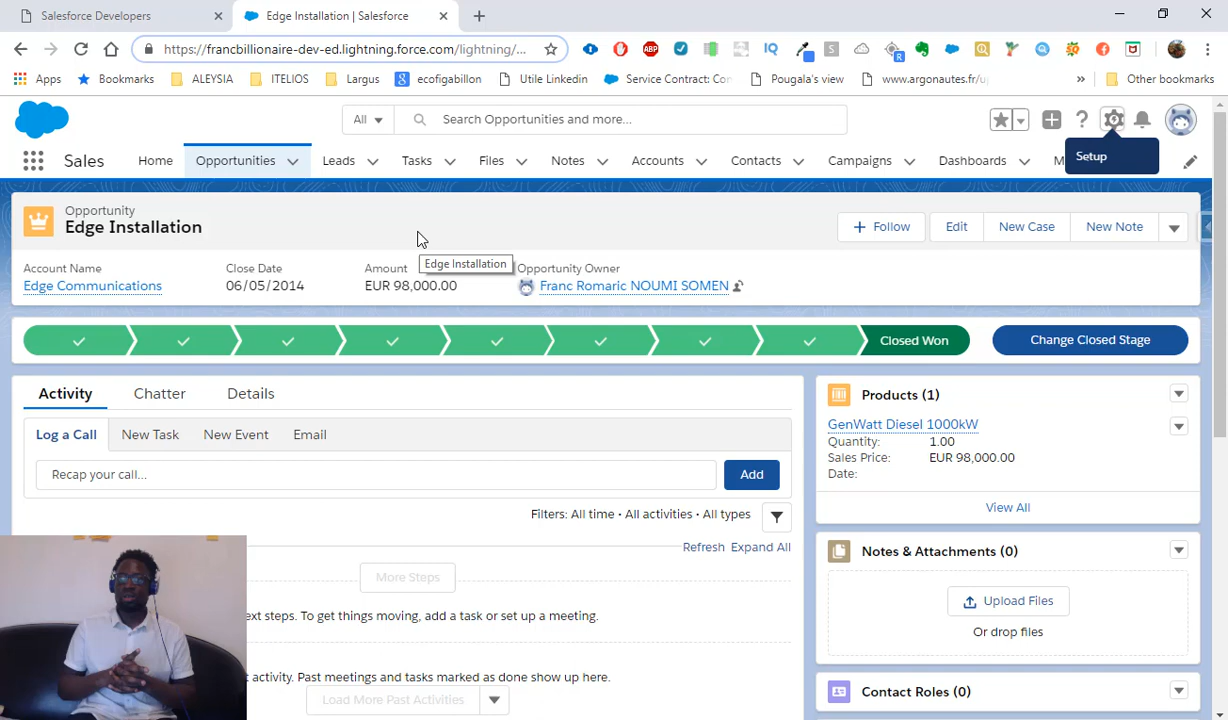 Salesforce Developers
Edge Installation | Salesforce
https://francbillionaire-dev-ed.lightning.force.com/lightning/...
Apps Bookmarks ALEYSIA ITELIOS Largus ecofigabillon Utile Linkedin Service Contract: Co Pougala's view www.argonautes.fr/u » Other bookmarks
All Search Opportunities and more...
Setup
Sales Home Opportunities Leads Tasks Files Notes Accounts Contacts Campaigns Dashboards M
Opportunity
Edge Installation
+ Follow Edit New Case New Note
Edge Installation
Account Name Close Date Amount Opportunity Owner
Edge Communications 06/05/2014 EUR 98,000.00 Franc Romaric NOUMI SOMEN
Closed Won Change Closed Stage
Activity Chatter Details
Log a Call New Task New Event Email
Recap your call... Add
Filters: All time • All activities • All types
Refresh Expand All
More Steps
ext steps. To get things moving, add a task or set up a meeting.
t activity. Past meetings and tasks marked as done show up here.
Load More Past Activities
Products (1)
GenWatt Diesel 1000kW
Quantity: 1.00
Sales Price: EUR 98,000.00
Date:
View All
Notes & Attachments (0)
Upload Files
Or drop files
Contact Roles (0)